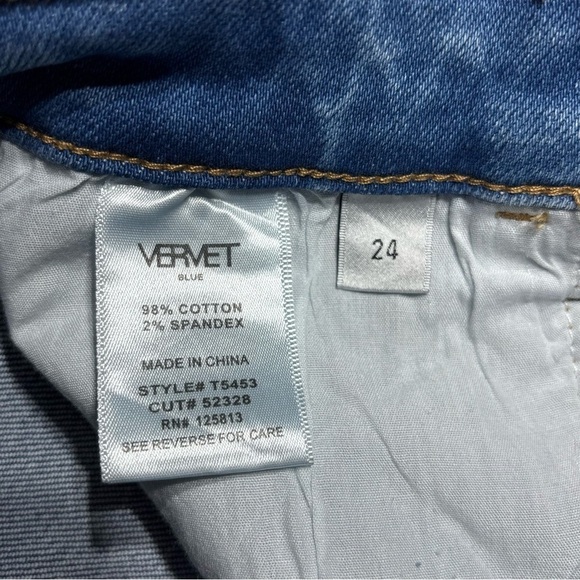 VERVET
BLUE
98% COTTON
2% SPANDEX
MADE IN CHINA
STYLE# T5453
CUT# 52328
RN# 125813
SEE REVERSE FOR CARE
24